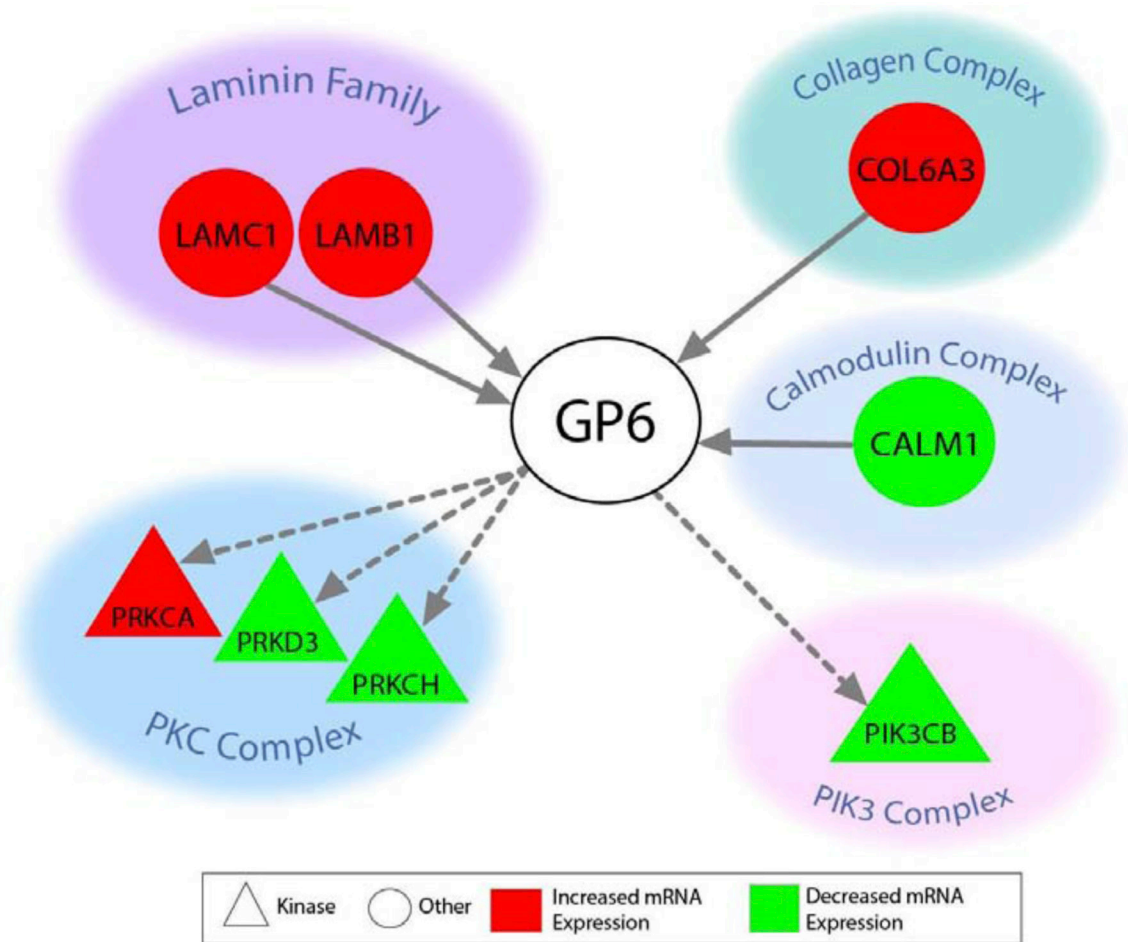 Laminin Family
LAMC1
LAMB1
Collagen Complex
COL6A3
GP6
Calmodulin Complex
CALM1
PRKCA
PRKD3
PRKCH
PKC Complex
PIK3CB
PIK3 Complex
Kinase
Other
Increased mRNA
Expression
Decreased mRNA
Expression